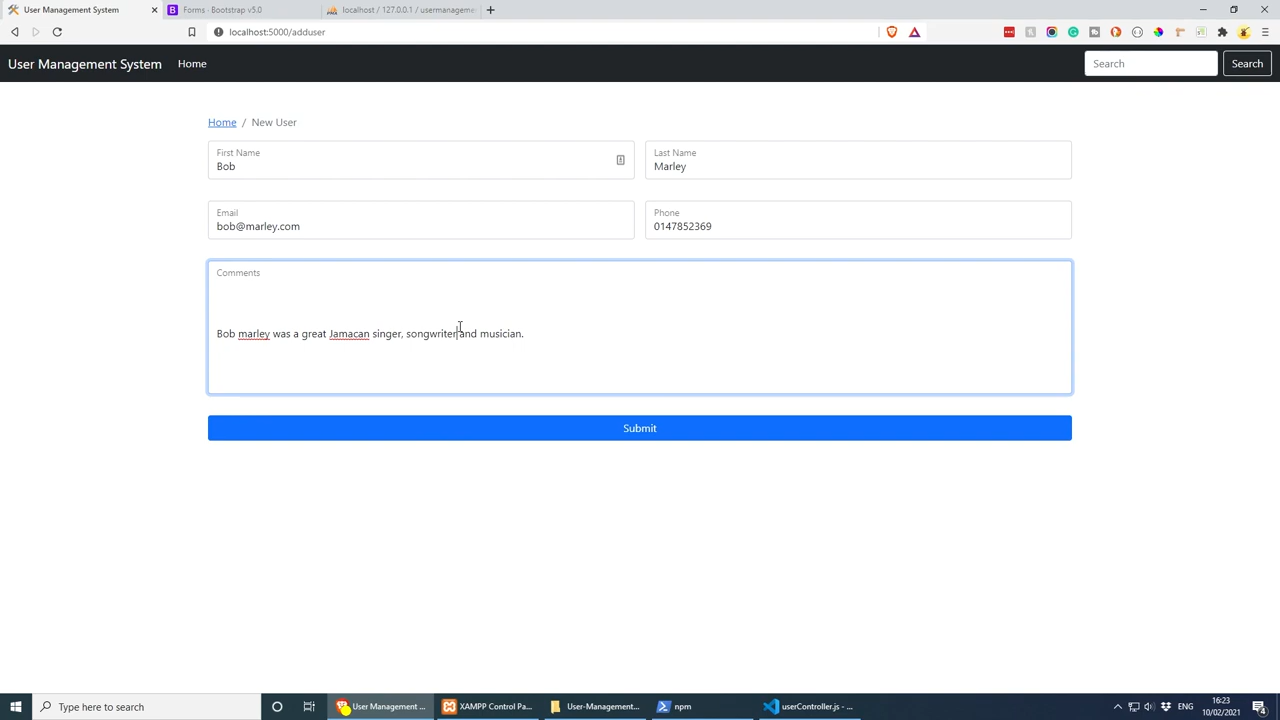 User Management System
Forms · Bootstrap v5.0
localhost / 127.0.0.1 / usermanageme
localhost:5000/adduser
User Management System Home Search Search
Home / New User
First Name
Bob
Last Name
Marley
Email
bob@marley.com
Phone
0147852369
Comments
Bob marley was a great Jamacan singer, songwriter and musician.
Submit
Type here to search
User Management ...
XAMPP Control Pa...
User-Management...
npm
userController.js - ...
ENG
16:23
10/02/2021
4